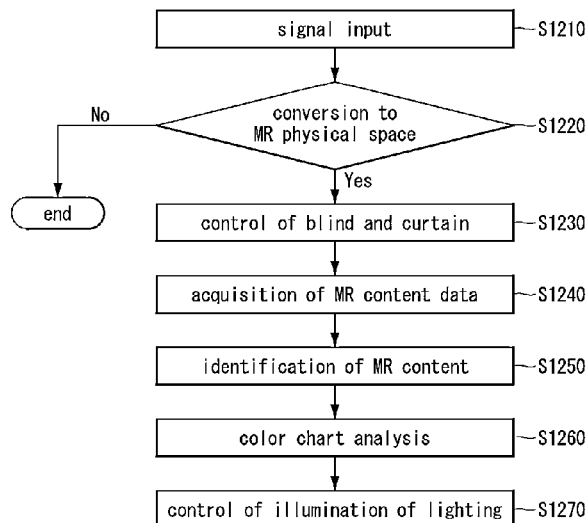 signal input
S1210
conversion to
MR physical space
S1220
No
Yes
end
control of blind and curtain
S1230
acquisition of MR content data
S1240
identification of MR content
S1250
color chart analysis
S1260
control of illumination of lighting
S1270